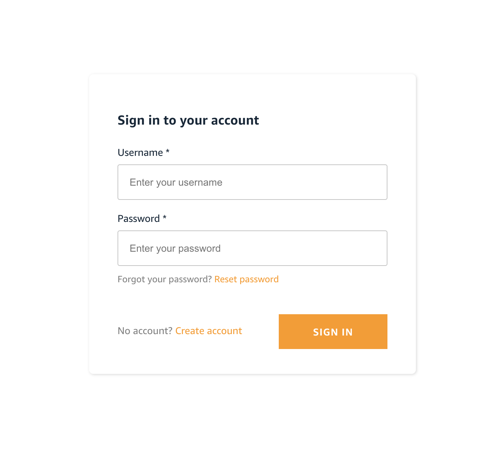 Sign in to your account
Username *
Enter your username
Password *
Enter your password
Forgot your password? Reset password
No account? Create account
SIGN IN